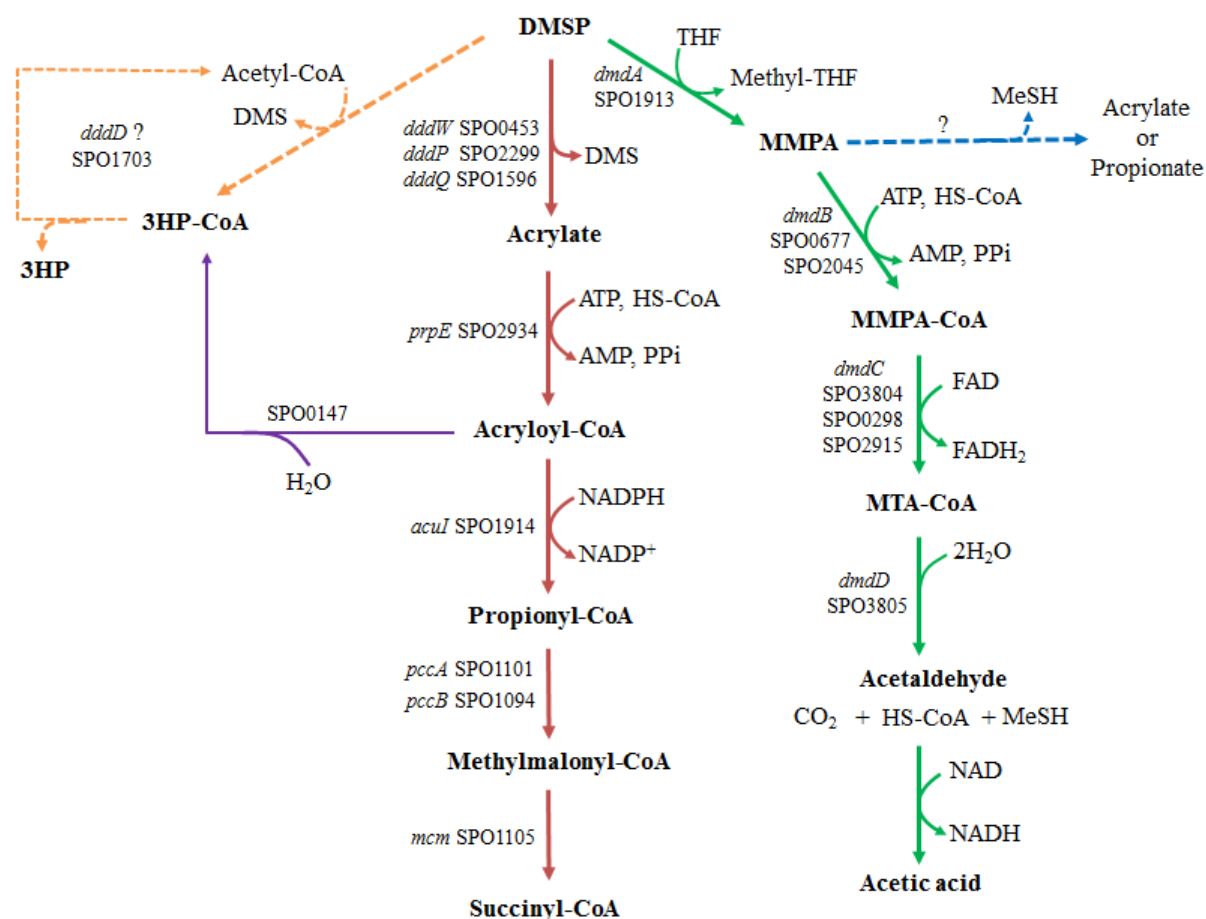 DMSP
THF
Acetyl-CoA
dmdA
SPO1913
Methyl-THF
MeSH
DMS
dddD ?
SPO1703
dddW SPO0453
dddP SPO2299
dddQ SPO1596
DMS
MMPA
?
Acrylate
or
Propionate
3HP-CoA
3HP
Acrylate
dmdB
SPO0677
SPO2045
ATP, HS-CoA
AMP, PPi
ATP, HS-CoA
prpE SPO2934
AMP, PPi
MMPA-CoA
dmdC
SPO3804
SPO0298
SPO2915
FAD
FADH₂
SPO0147
H₂O
Acryloyl-CoA
NADPH
acuI SPO1914
NADP⁺
MTA-CoA
2H₂O
dmdD
SPO3805
Propionyl-CoA
pccA SPO1101
pccB SPO1094
Acetaldehyde
CO₂ + HS-CoA + MeSH
Methylmalonyl-CoA
NAD
mcm SPO1105
NADH
Acetic acid
Succinyl-CoA